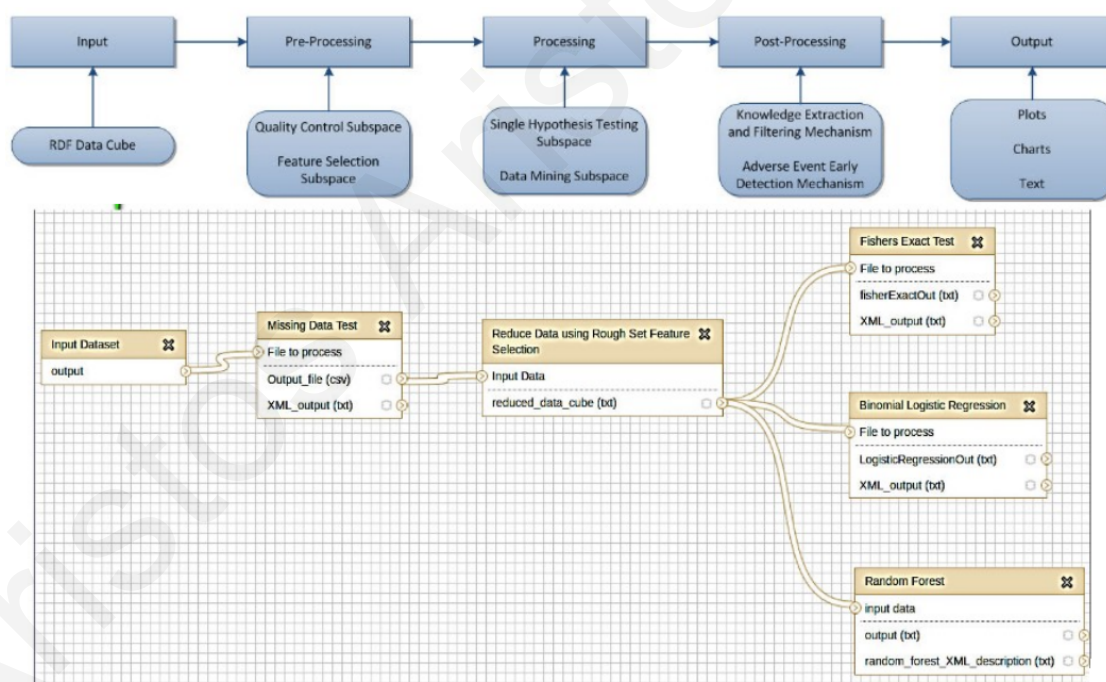 Input
Pre-Processing
Processing
Post-Processing
Output
RDF Data Cube
Quality Control Subspace
Feature Selection
Subspace
Single Hypothesis Testing
Subspace
Data Mining Subspace
Knowledge Extraction
and Filtering Mechanism
Adverse Event Early
Detection Mechanism
Plots
Charts
Text
Input Dataset
output
Missing Data Test
File to process
Output_file (csv)
XML_output (txt)
Reduce Data using Rough Set Feature
Selection
Input Data
reduced_data_cube (txt)
Fishers Exact Test
File to process
fisherExactOut (txt)
XML_output (txt)
Binomial Logistic Regression
File to process
LogisticRegressionOut (txt)
XML_output (txt)
Random Forest
input data
output (txt)
random_forest_XML_description (txt)